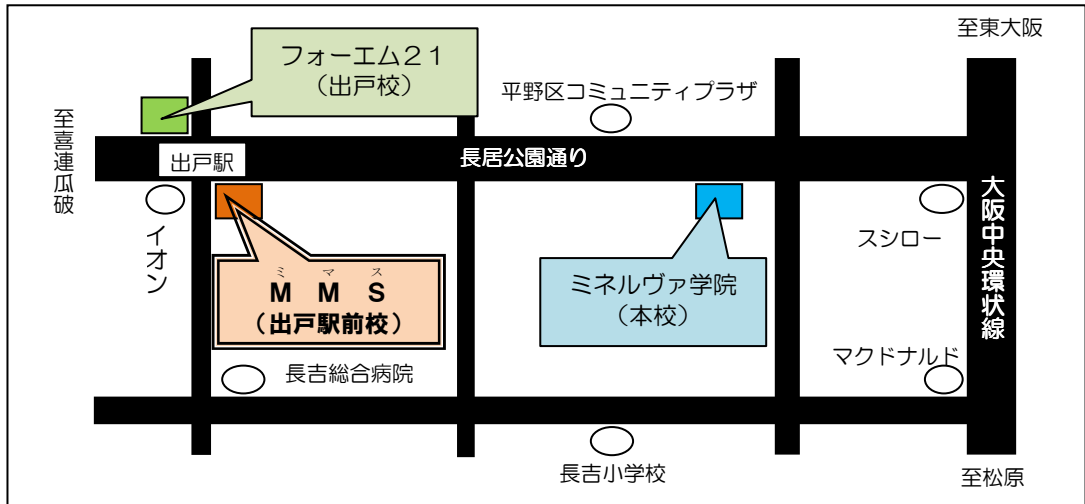 至東大阪
フォーエム２１
（出戸校）
平野区コミュニティプラザ
至喜連瓜破
出戸駅
長居公園通り
大阪中央環状線
イオン
スシロー
ミ マ ス
M M S
（出戸駅前校）
ミネルヴァ学院
（本校）
マクドナルド
長吉総合病院
長吉小学校
至松原